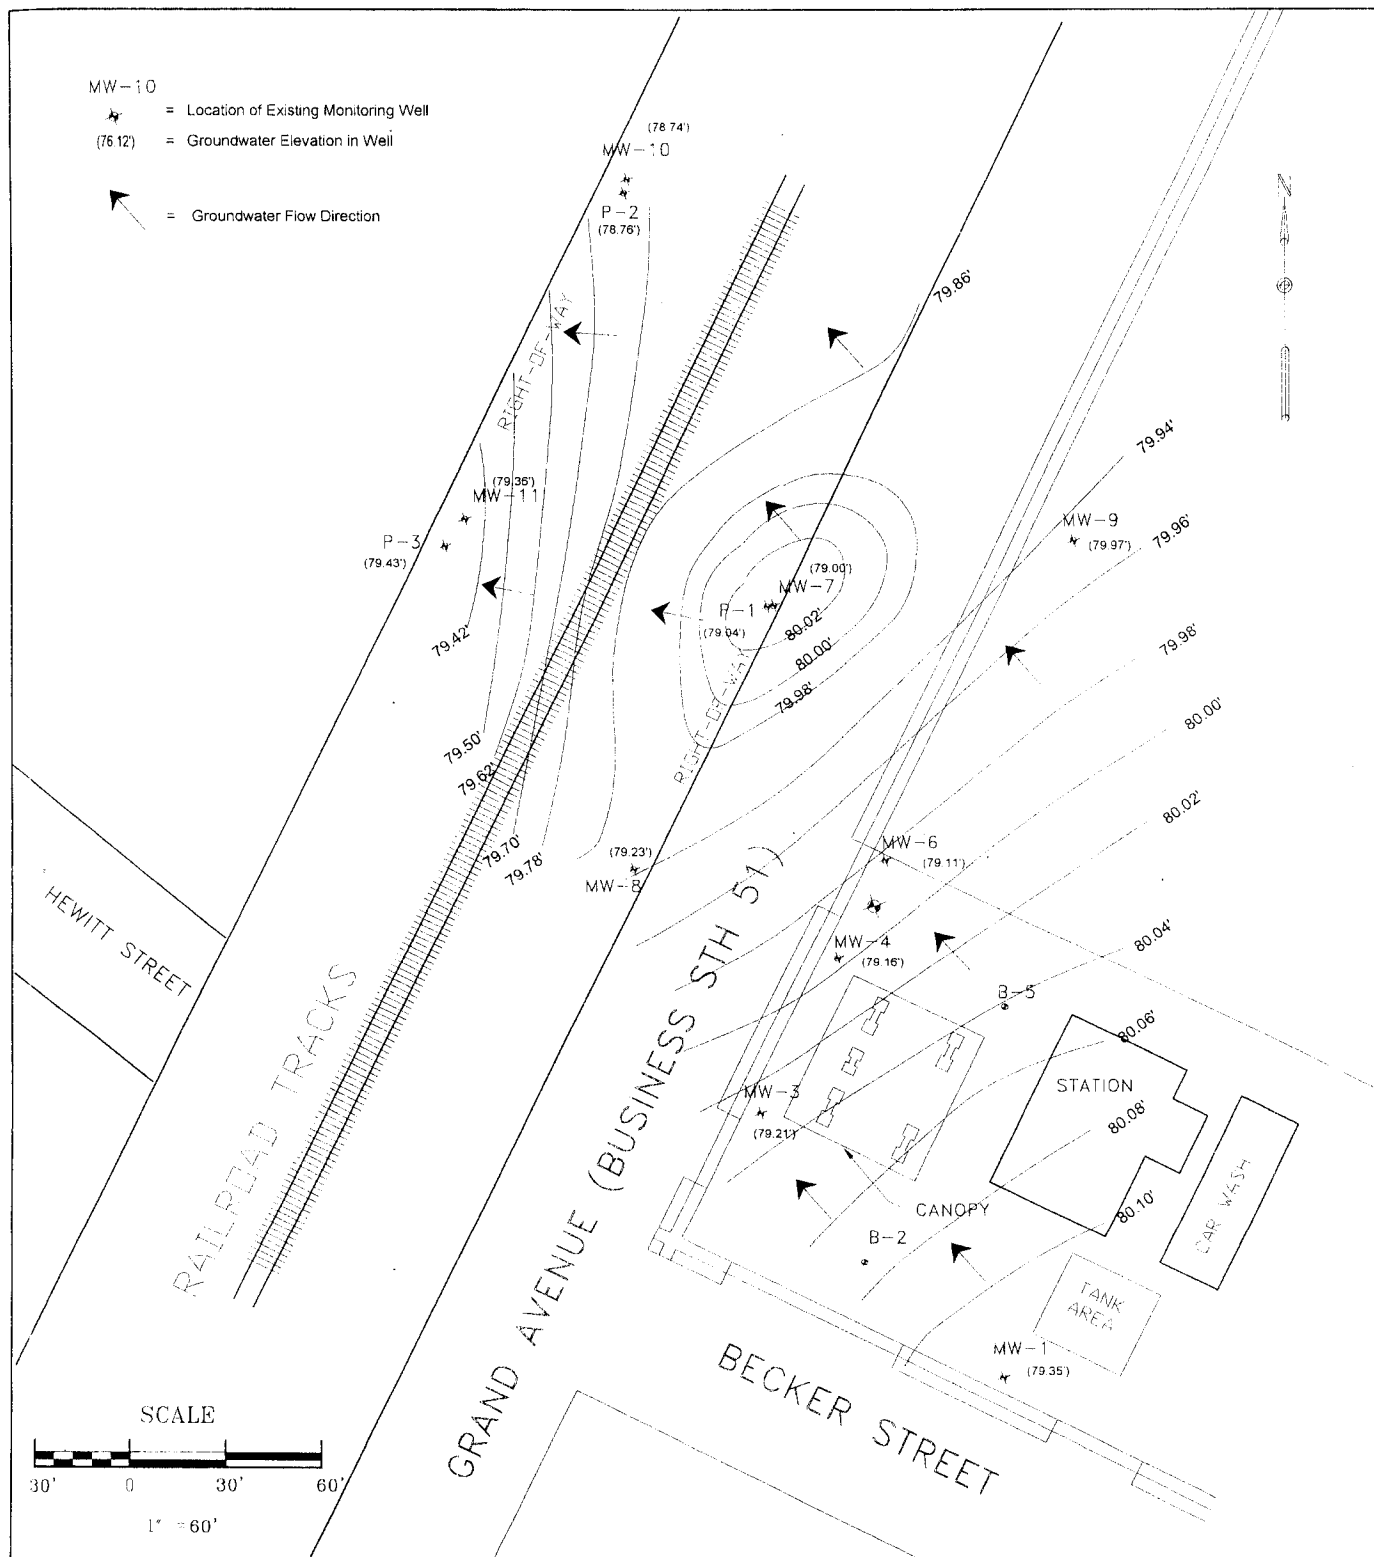 MW-10
= Location of Existing Monitoring Well
(76.12') = Groundwater Elevation in Well
= Groundwater Flow Direction
(78.74')
MW-10
P-2
(78.76')
N
79.86'
RIGHT-OF-WAY
79.94'
(79.36')
MW-11
P-3
(79.43')
MW-9
(79.97')
79.96'
(79.00')
MW-7
P-1
(79.04')
80.02'
80.00'
79.98'
79.42'
79.98'
RIGHT-OF-WAY
80.00'
79.50'
79.62'
79.70'
79.78'
80.02'
(79.23')
MW-8
MW-6
(79.11')
HEWITT STREET
MW-4
(79.16')
80.04'
B-5
80.06'
RAILROAD TRACKS
GRAND AVENUE (BUSINESS STH 51)
STATION
MW-3
(79.21')
80.08'
CANOPY
80.10'
CAR WASH
B-2
TANK
AREA
MW-1
(79.35')
BECKER STREET
SCALE
30' 0 30' 60'
1" =60'